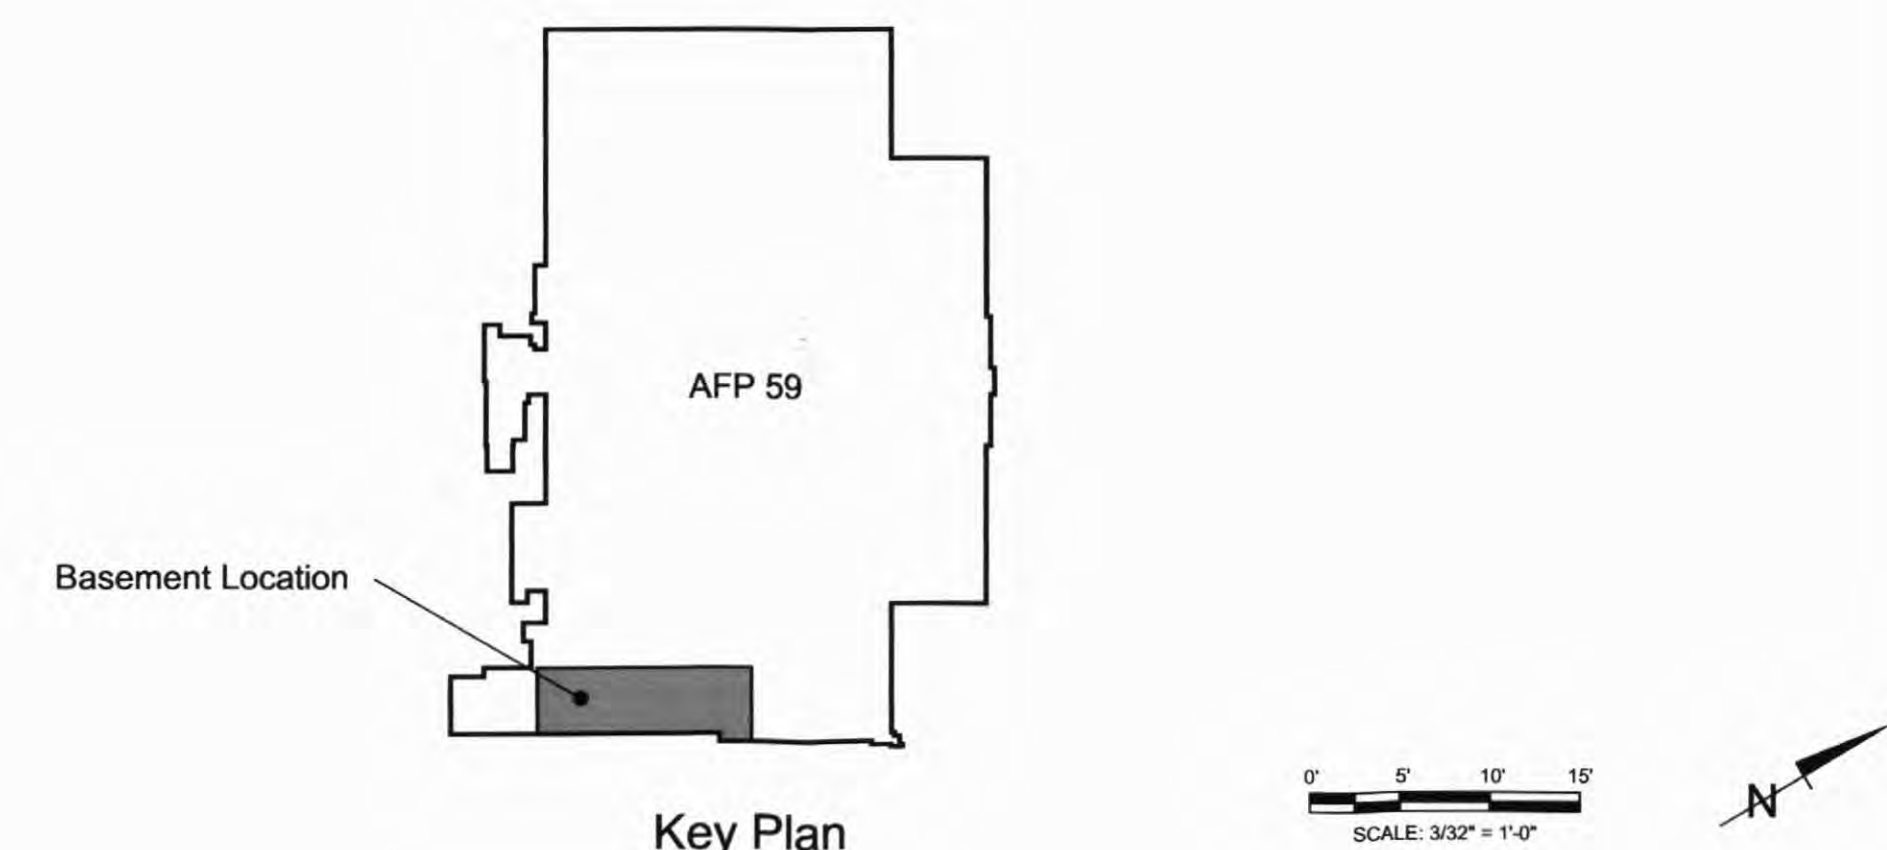 AFP 59
Basement Location
Key Plan
0' 5' 10' 15'
SCALE: 3/32" = 1'-0"
N